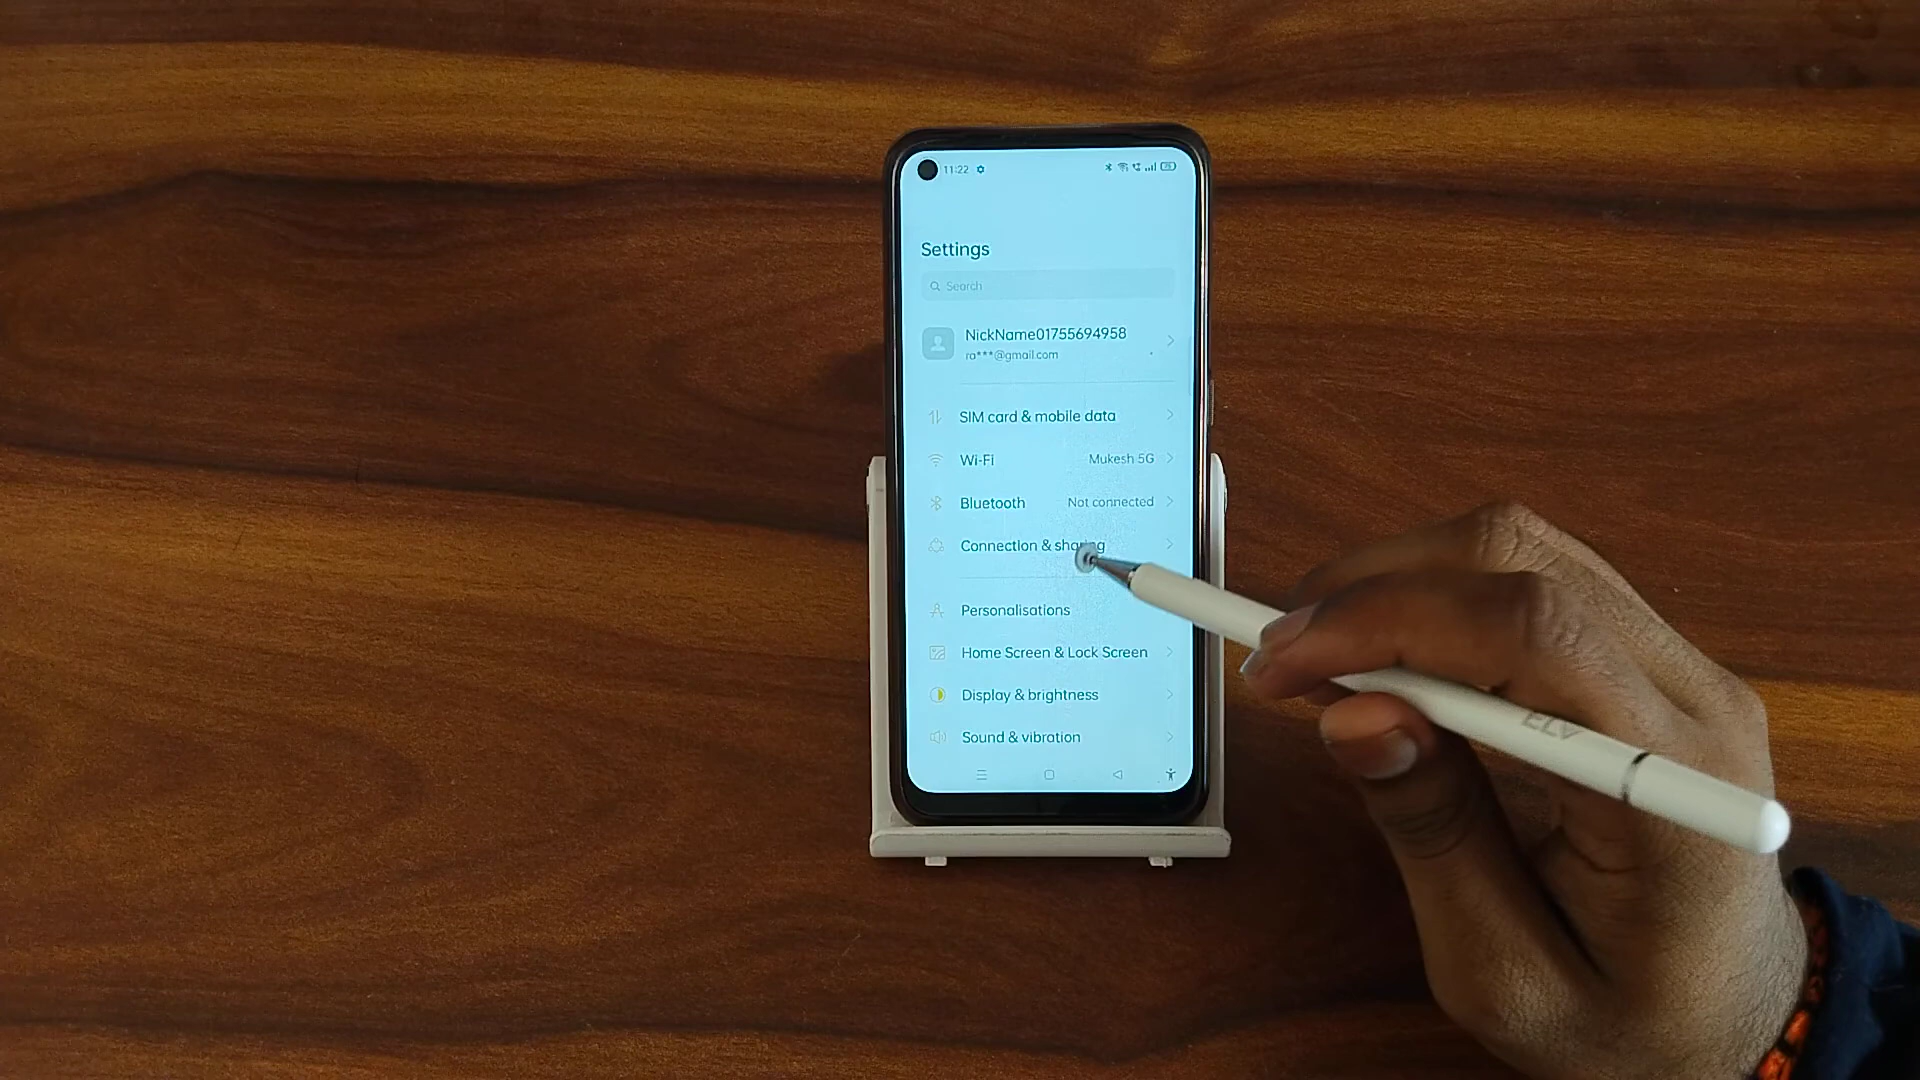 11:22
Settings
Search
NickName01755694958
ra***@gmail.com
SIM card & mobile data
Wi-Fi Mukesh 5G
Bluetooth Not connected
Connection & sharing
Personalisations
Home Screen & Lock Screen
Display & brightness
Sound & vibration
ELV